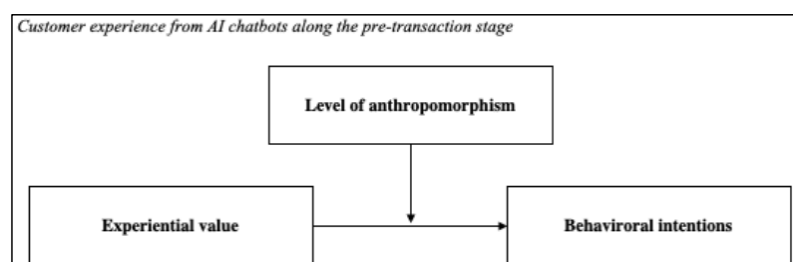 Customer experience from AI chatbots along the pre-transaction stage
Level of anthropomorphism
Experiential value
Behaviroral intentions